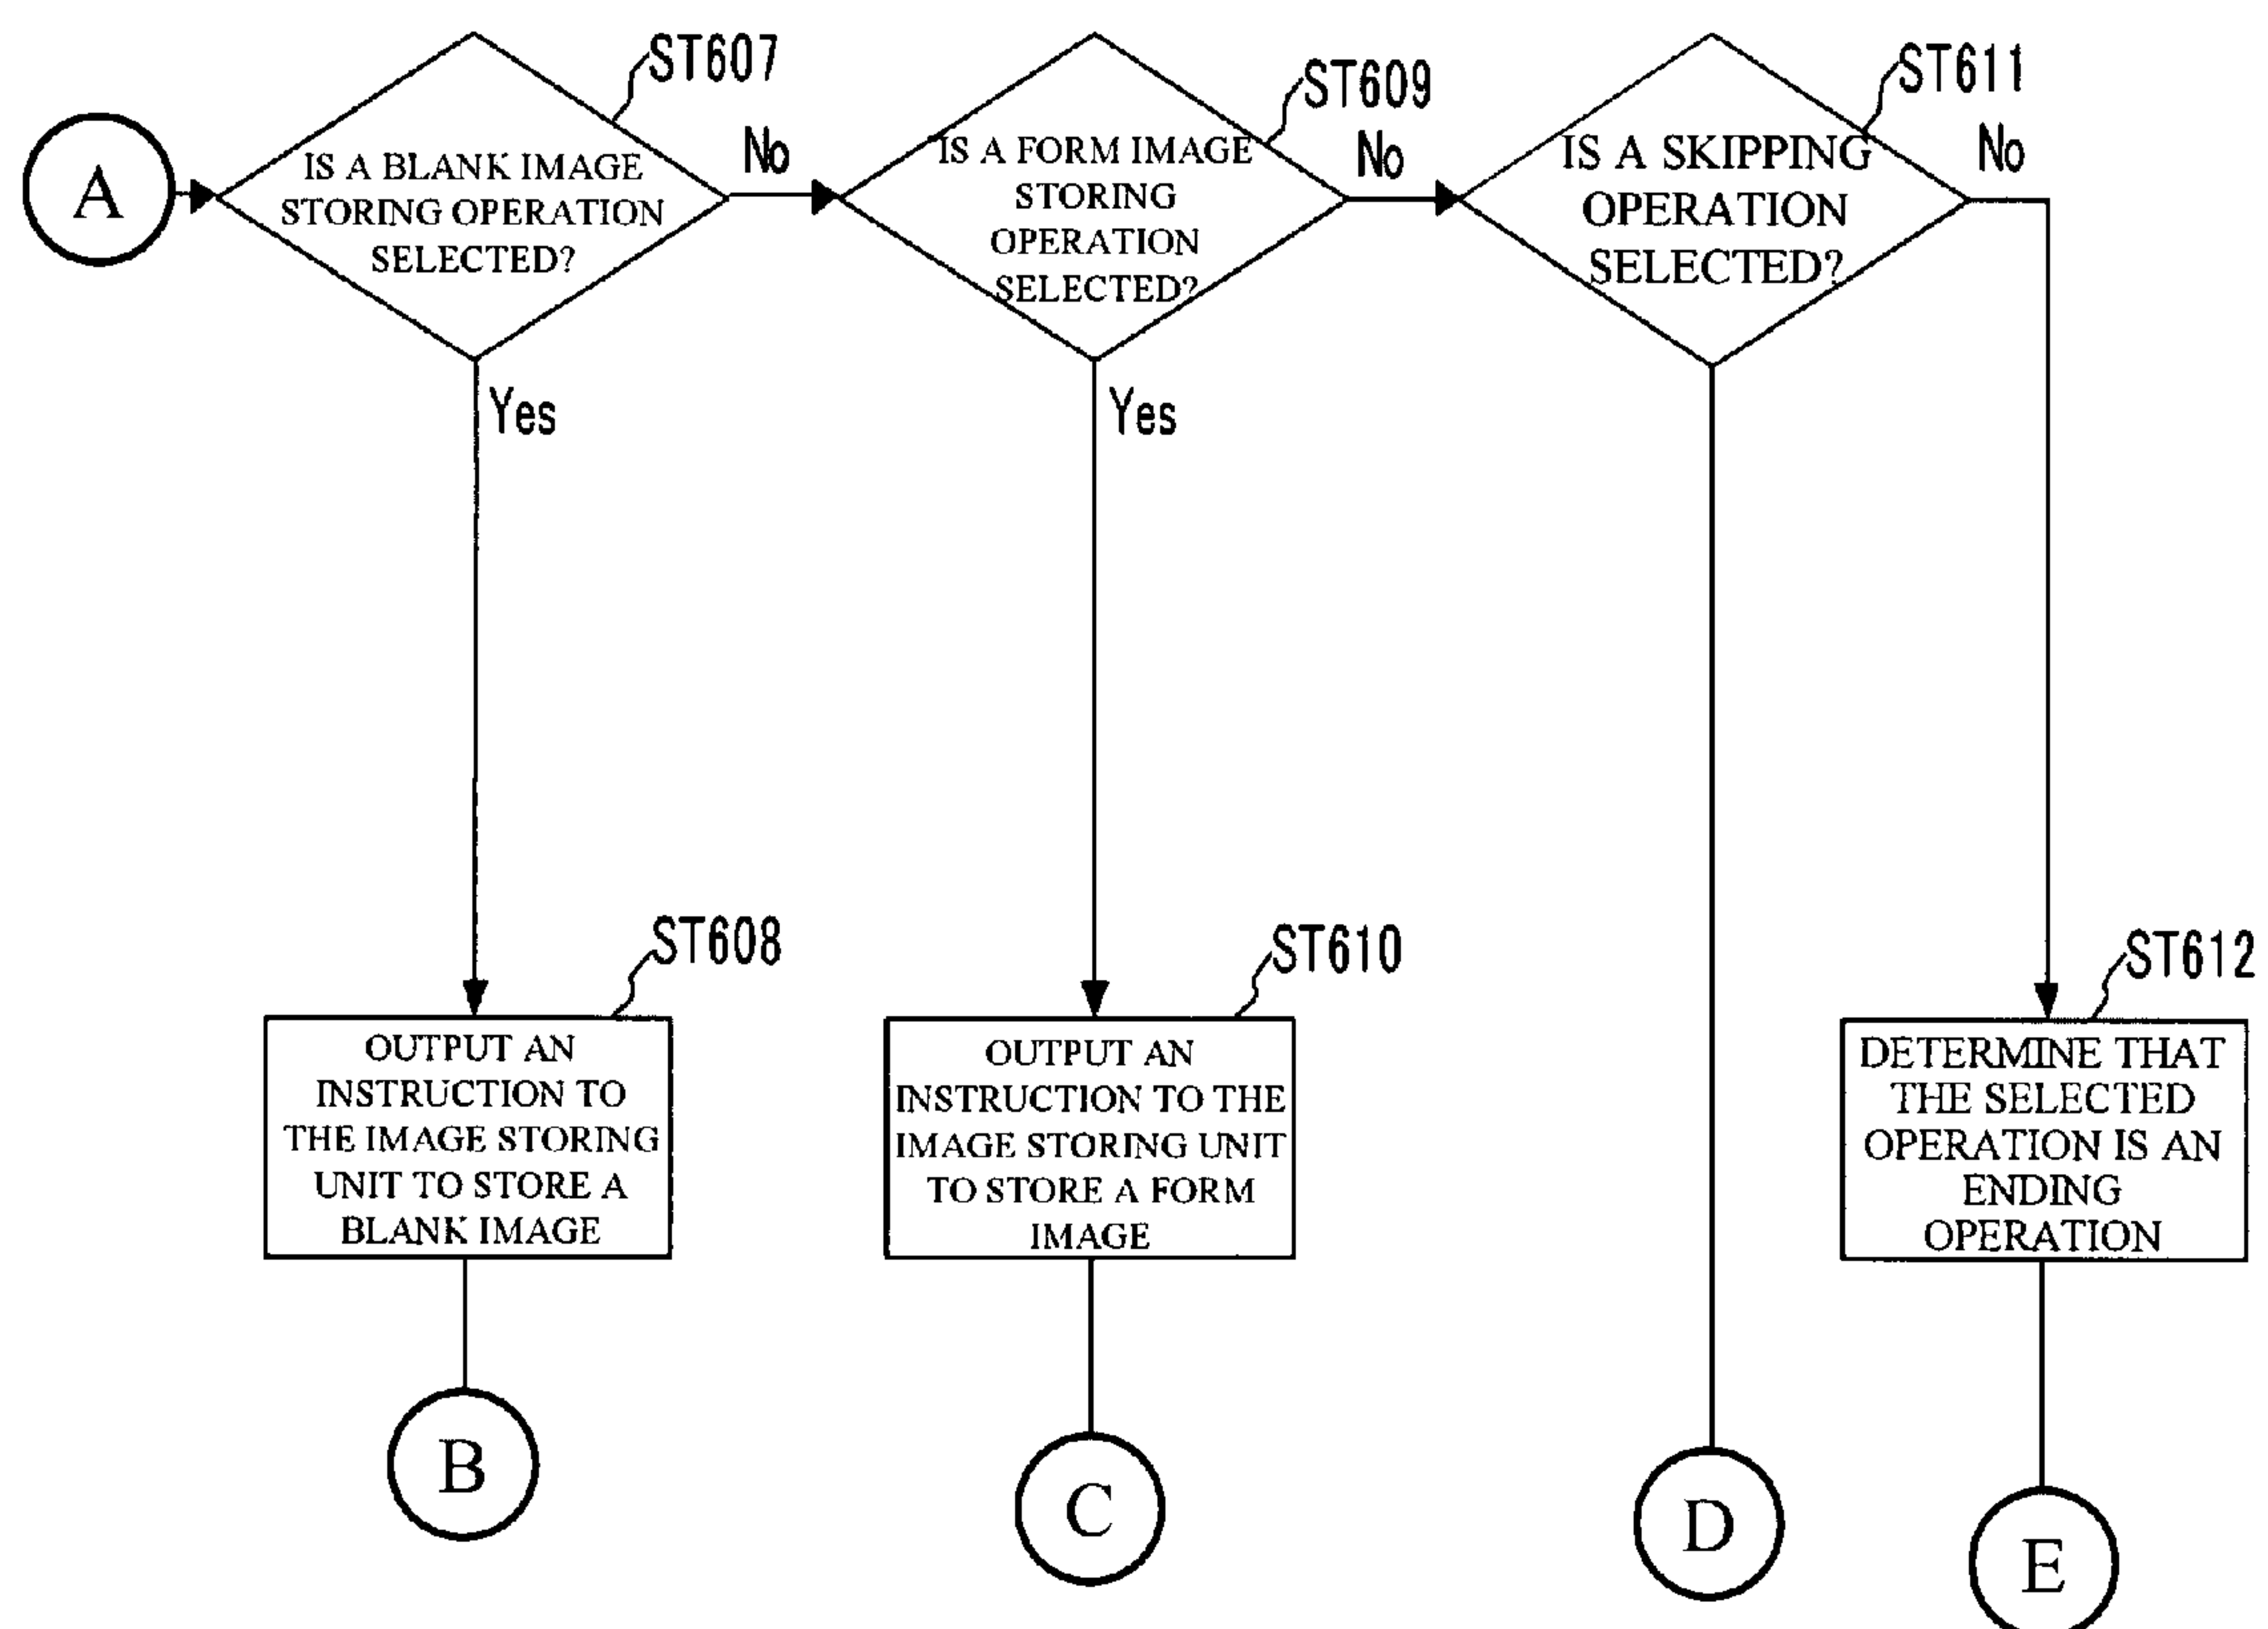 A
ST607
IS A BLANK IMAGE
STORING OPERATION
SELECTED?
No
Yes
ST609
IS A FORM IMAGE
STORING
OPERATION
SELECTED?
No
Yes
ST611
IS A SKIPPING
OPERATION
SELECTED?
No
ST608
OUTPUT AN
INSTRUCTION TO
THE IMAGE STORING
UNIT TO STORE A
BLANK IMAGE
ST610
OUTPUT AN
INSTRUCTION TO THE
IMAGE STORING UNIT
TO STORE A FORM
IMAGE
ST612
DETERMINE THAT
THE SELECTED
OPERATION IS AN
ENDING
OPERATION
B
C
D
E